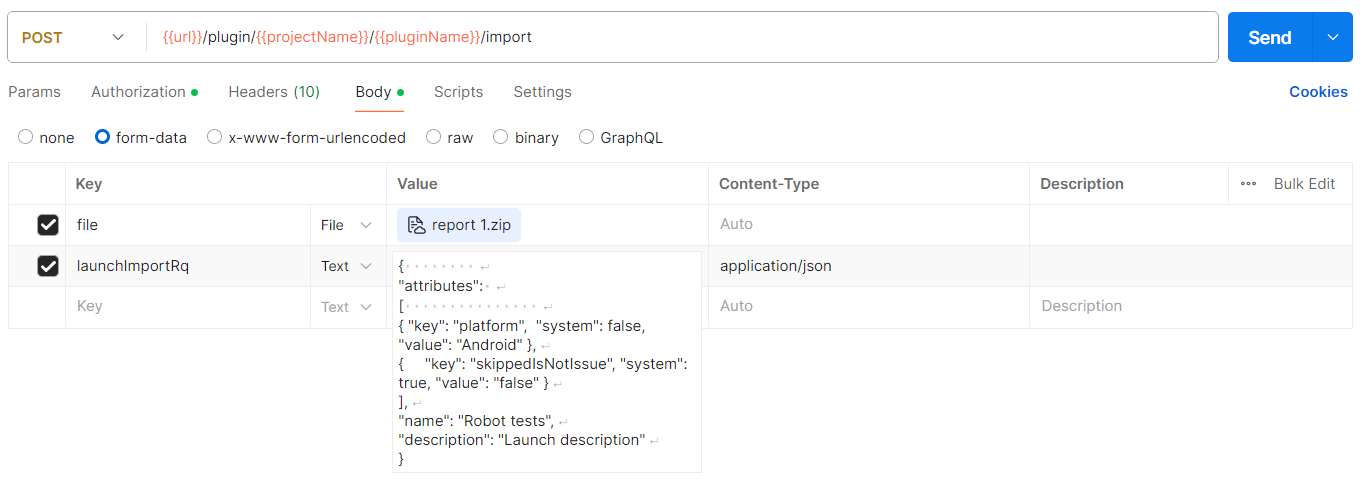 POST {{url}}/plugin/{{projectName}}/{{pluginName}}/import Send
Params Authorization Headers (10) Body Scripts Settings Cookies
none form-data x-www-form-urlencoded raw binary GraphQL
Key Value Content-Type Description ••• Bulk Edit
file File report 1.zip Auto
launchImportRq Text application/json
{
"attributes":
[
{ "key": "platform", "system": false,
"value": "Android" },
{ "key": "skippedIsNotIssue", "system":
true, "value": "false" }
],
"name": "Robot tests",
"description": "Launch description"
}
Key Text Auto Description